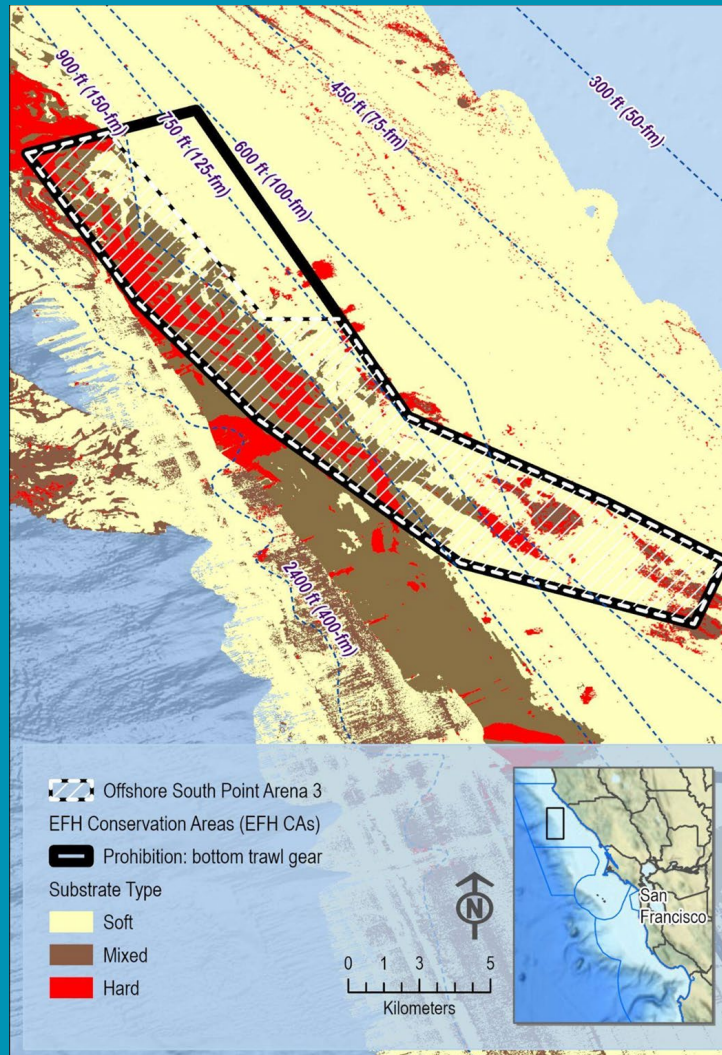 900 ft (150-fm)
750 ft (125-fm)
600 ft (100-fm)
450 ft (75-fm)
300 ft (50-fm)
2400 ft (400-fm)
Offshore South Point Arena 3
EFH Conservation Areas (EFH CAs)
Prohibition: bottom trawl gear
Substrate Type
Soft
Mixed
Hard
N
0 1 2 3 4 5
Kilometers
San
Francisco